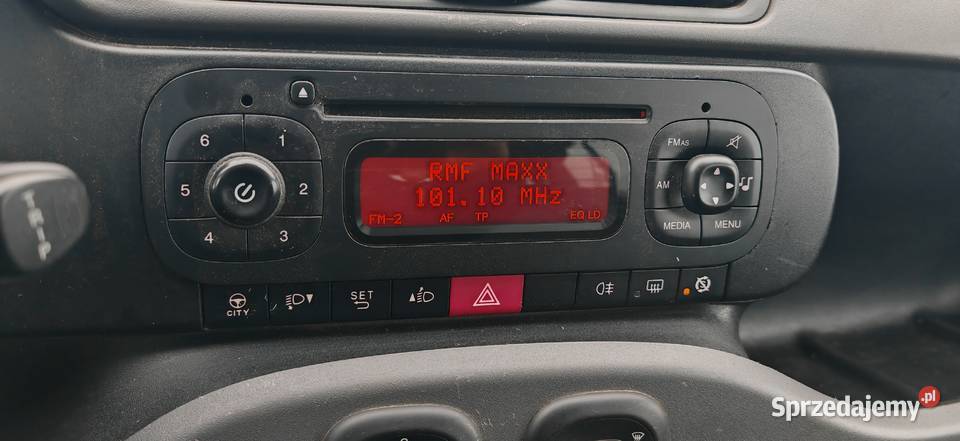 6 1
5 2
4 3
RMF MAXX
101.10 MHz
FM-2 AF TP EQ LD
FMAS
AM
MEDIA MENU
CITY
SET
Sprzedajemy.pl